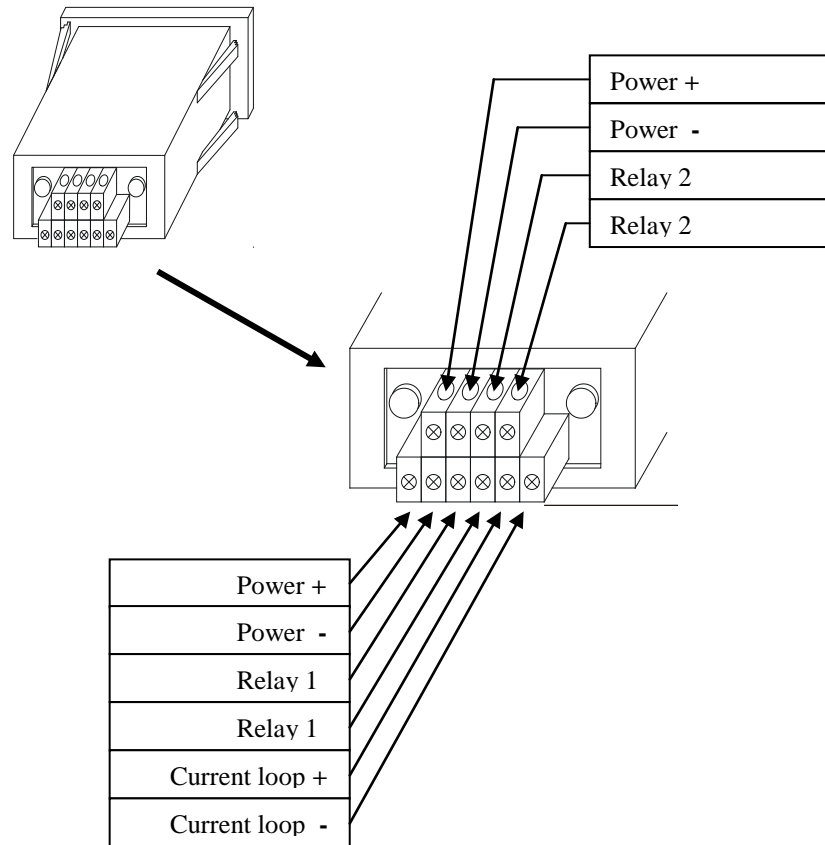 Power +
Power -
Relay 2
Relay 2
Power +
Power -
Relay 1
Relay 1
Current loop +
Current loop -